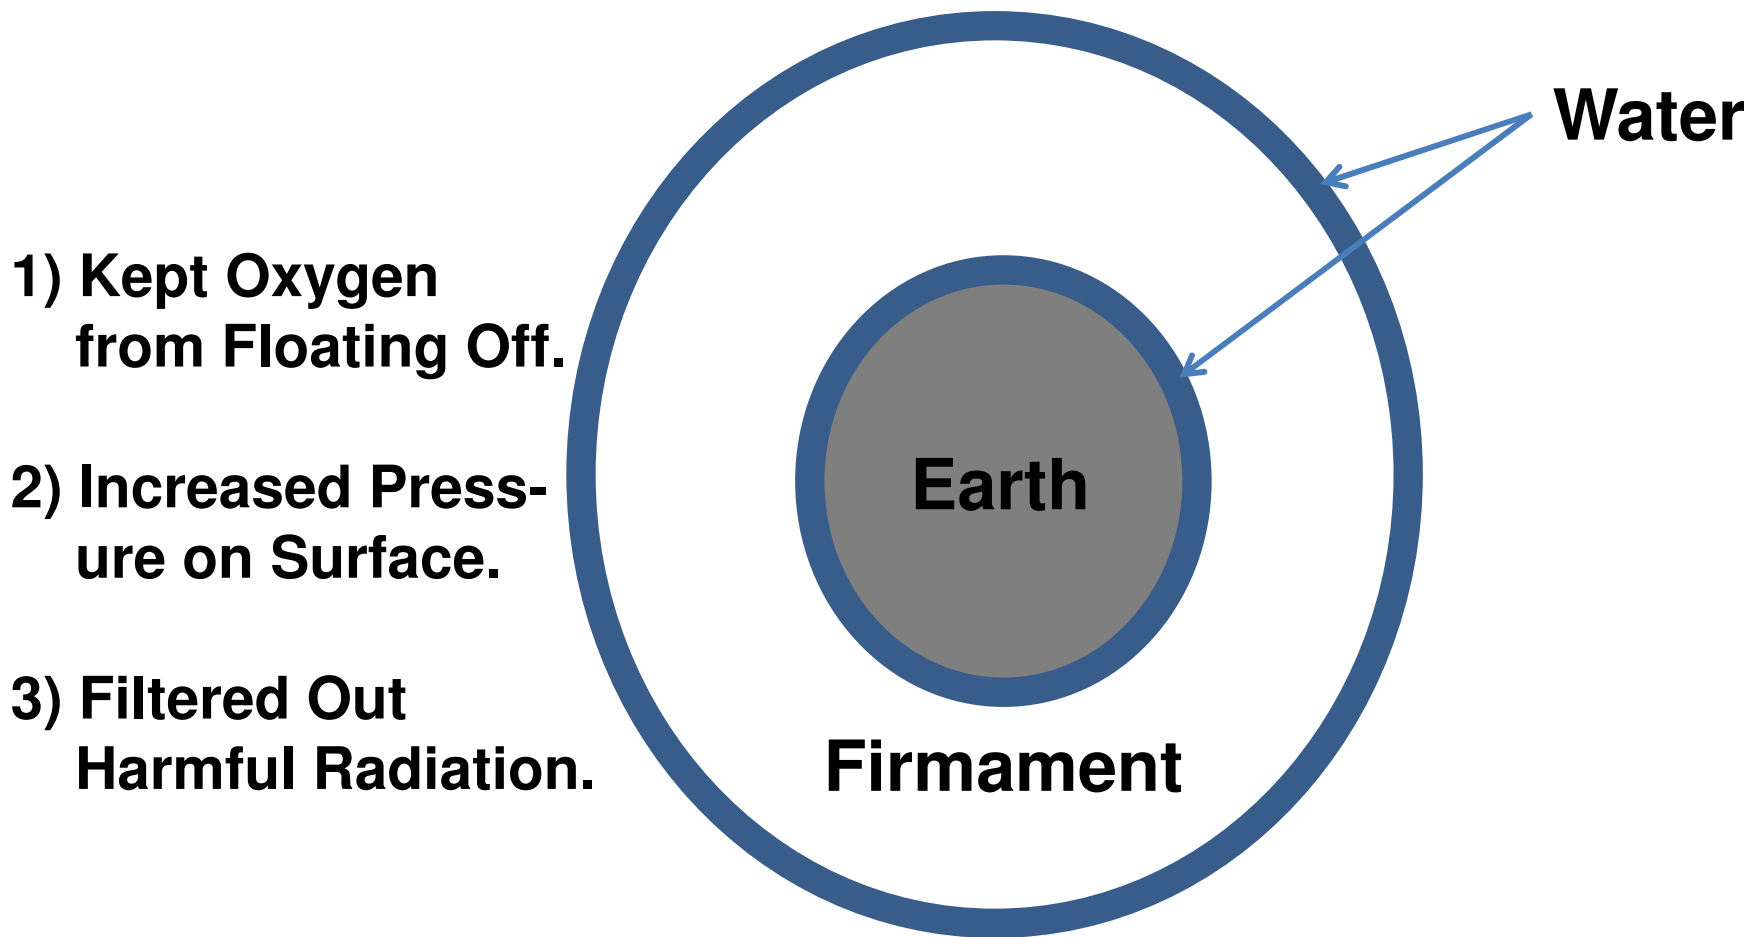 Water
1) Kept Oxygen
from Floating Off.
2) Increased Press-
ure on Surface.
Earth
3) Filtered Out
Harmful Radiation.
Firmament